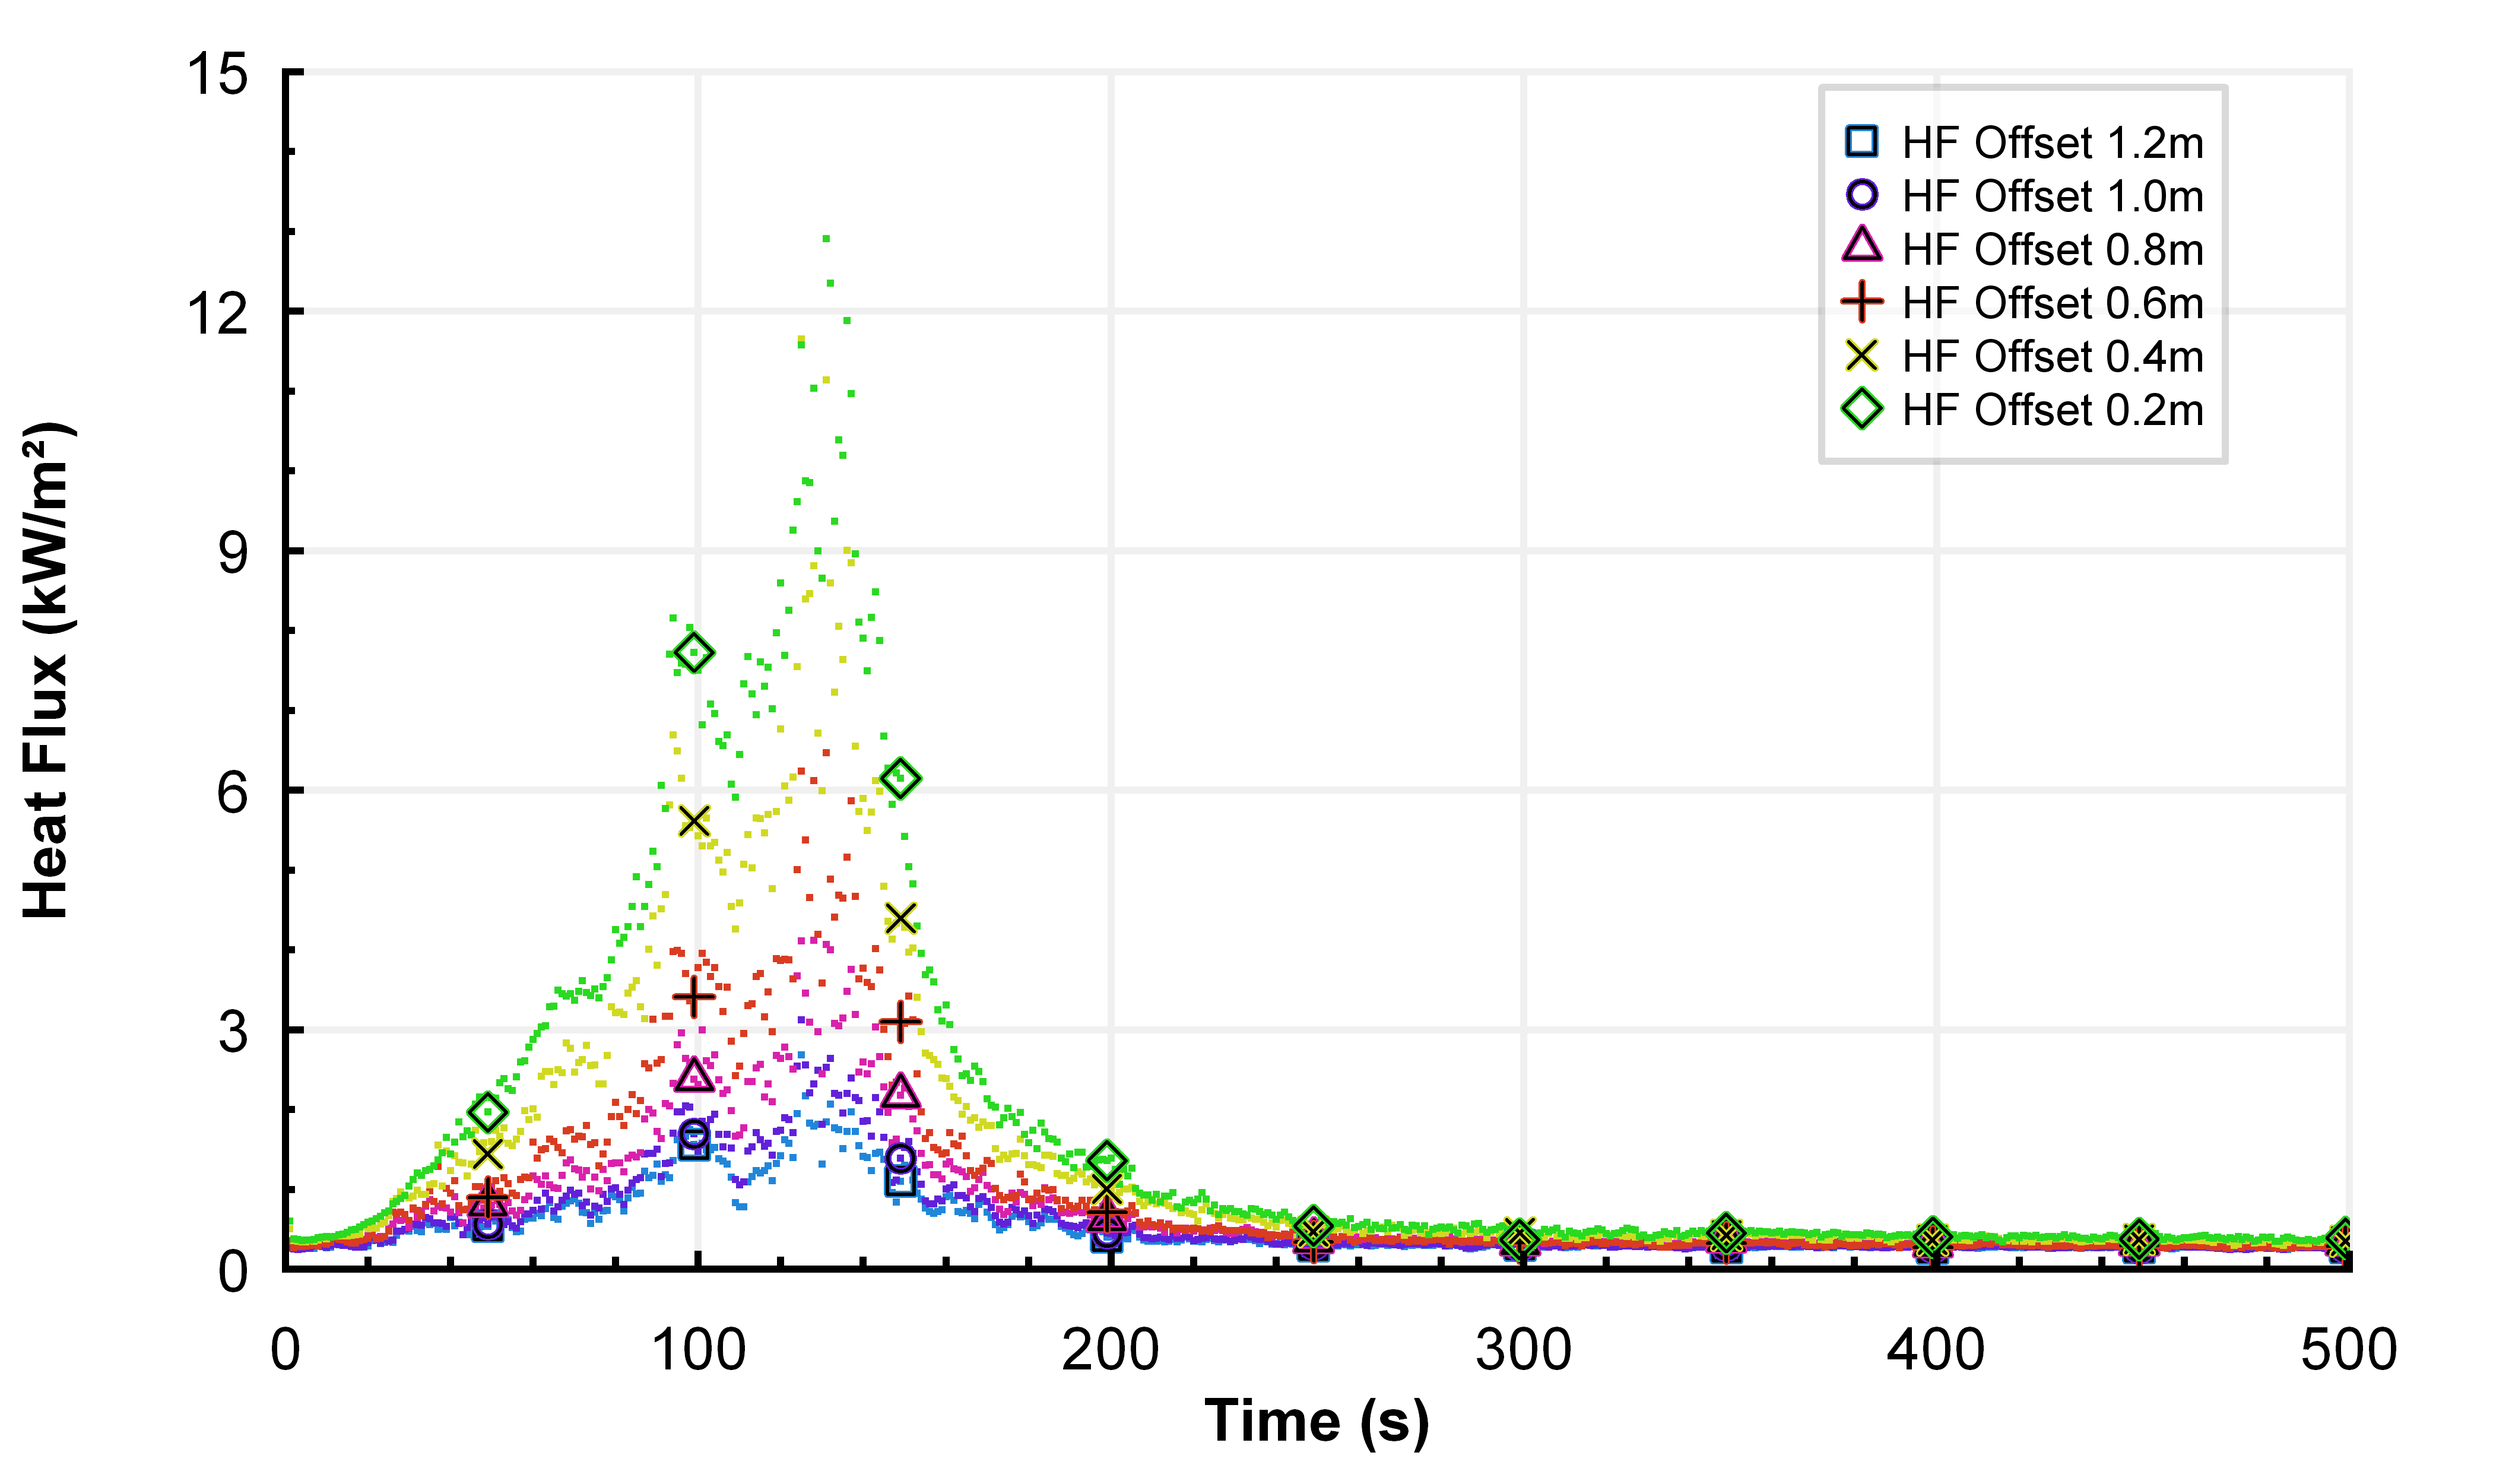 15
12
9
6
3
0
Heat Flux (kW/m²)
HF Offset 1.2m
HF Offset 1.0m
HF Offset 0.8m
HF Offset 0.6m
HF Offset 0.4m
HF Offset 0.2m
0 100 200 300 400 500
Time (s)